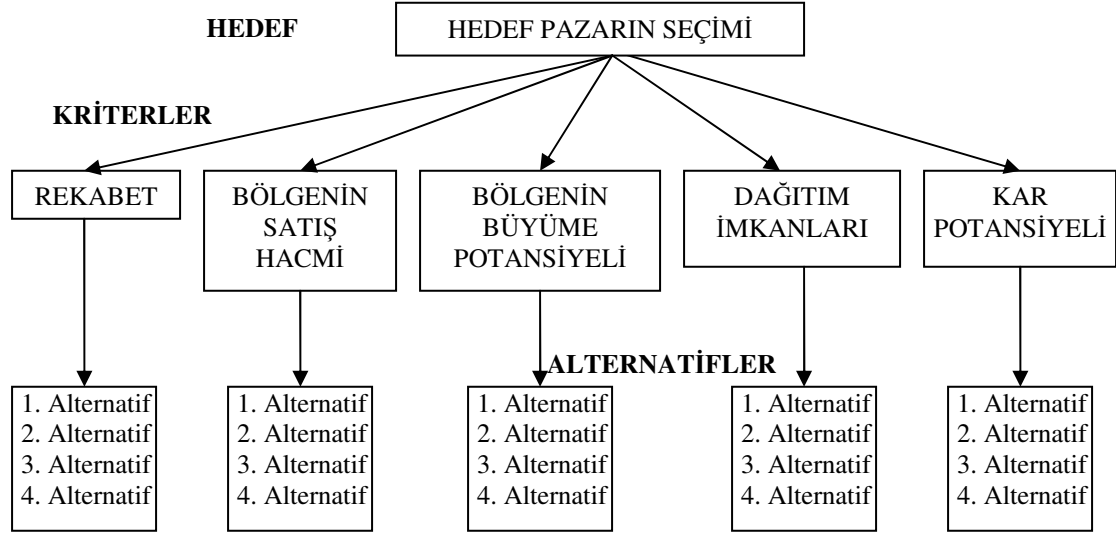 HEDEF
HEDEF PAZARIN SEÇİMİ
KRİTERLER
REKABET
BÖLGENİN
SATIŞ
HACMİ
BÖLGENİN
BÜYÜME
POTANSİYELİ
DAĞITIM
İMKANLARI
KAR
POTANSİYELİ
ALTERNATİFLER
1. Alternatif
2. Alternatif
3. Alternatif
4. Alternatif
1. Alternatif
2. Alternatif
3. Alternatif
4. Alternatif
1. Alternatif
2. Alternatif
3. Alternatif
4. Alternatif
1. Alternatif
2. Alternatif
3. Alternatif
4. Alternatif
1. Alternatif
2. Alternatif
3. Alternatif
4. Alternatif